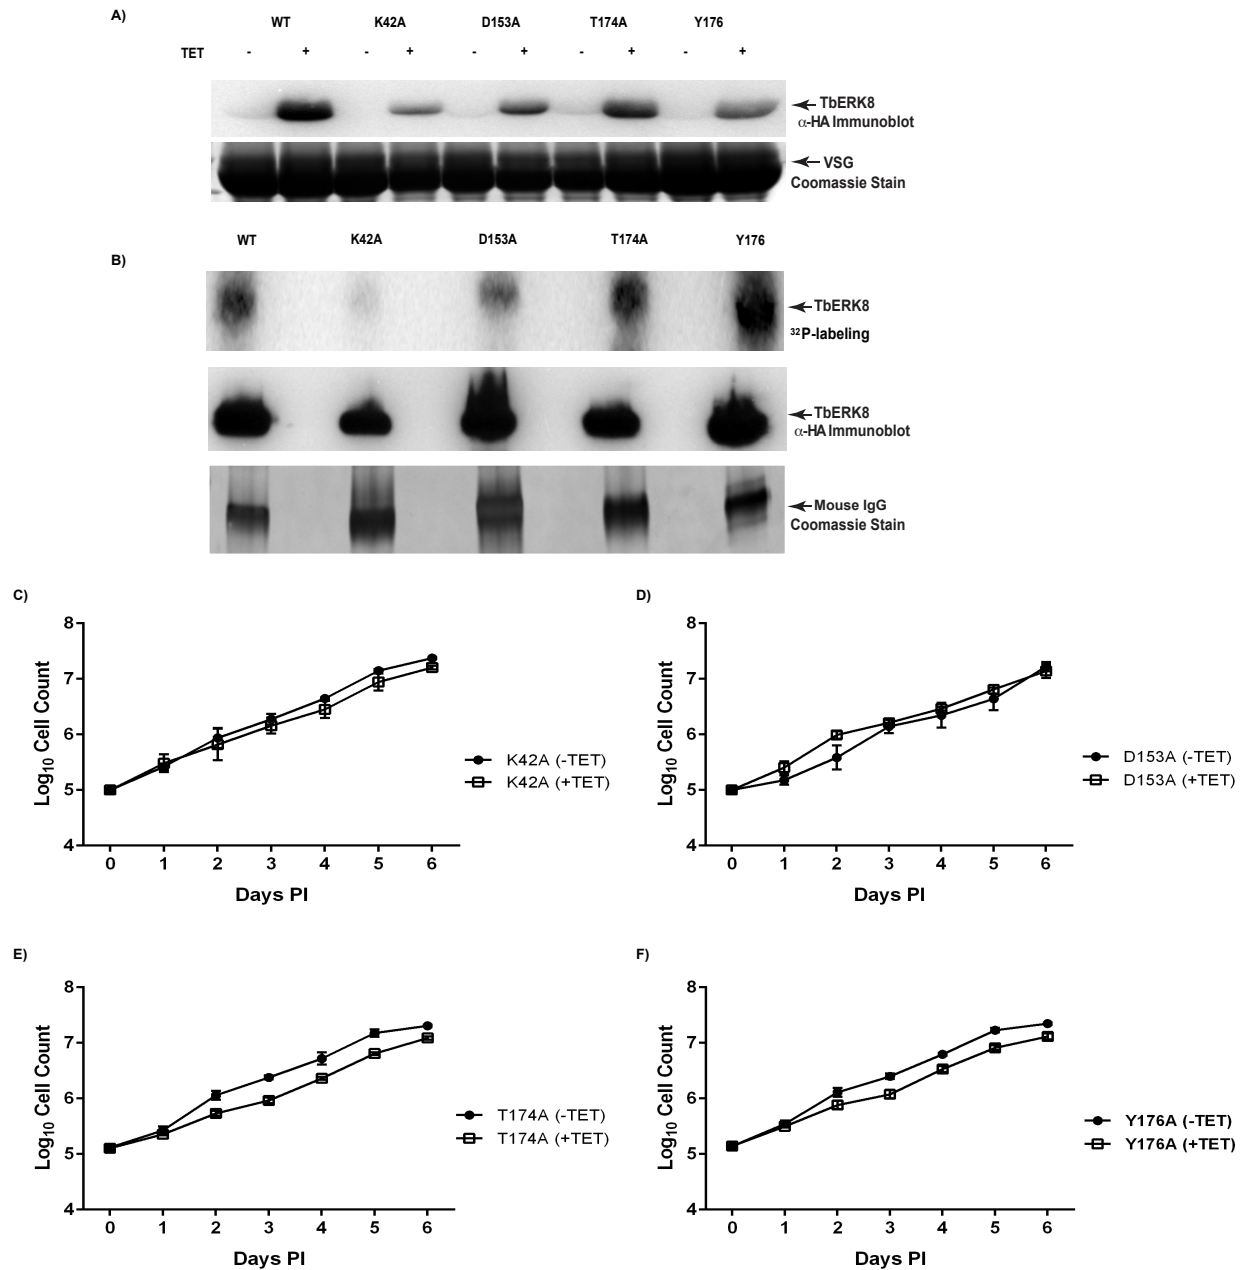 A)
WT K42A D153A T174A Y176
TET - + - + - + - + - +
TbERK8
α-HA Immunoblot
VSG
Coomassie Stain
B)
WT K42A D153A T174A Y176
TbERK8
32P-labeling
TbERK8
α-HA Immunoblot
Mouse IgG
Coomassie Stain
C)
8
7
6
5
4
Log10 Cell Count
0 1 2 3 4 5 6
Days PI
K42A (-TET)
K42A (+TET)
D)
8
7
6
5
4
Log10 Cell Count
0 1 2 3 4 5 6
Days PI
D153A (-TET)
D153A (+TET)
E)
8
7
6
5
4
Log10 Cell Count
0 1 2 3 4 5 6
Days PI
T174A (-TET)
T174A (+TET)
F)
8
7
6
5
4
Log10 Cell Count
0 1 2 3 4 5 6
Days PI
Y176A (-TET)
Y176A (+TET)